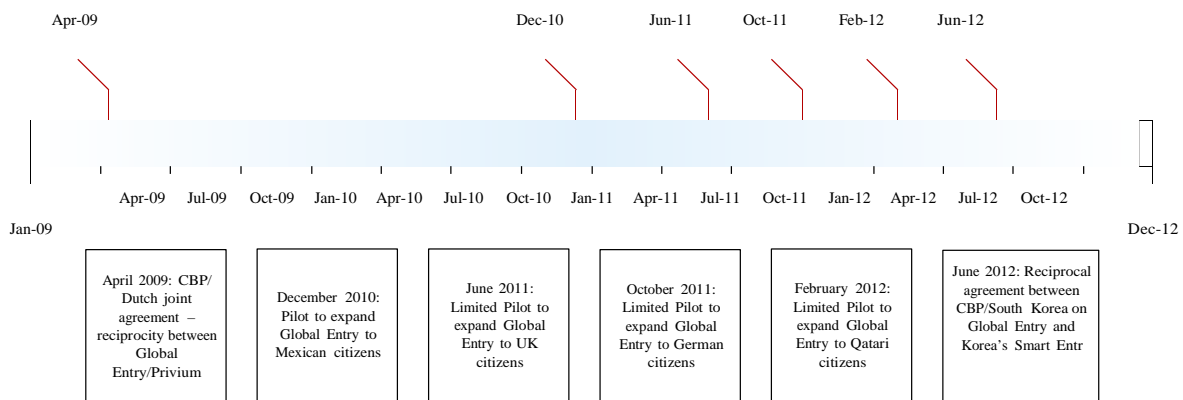 Apr-09 Dec-10 Jun-11 Oct-11 Feb-12 Jun-12
Apr-09 Jul-09 Oct-09 Jan-10 Apr-10 Jul-10 Oct-10 Jan-11 Apr-11 Jul-11 Oct-11 Jan-12 Apr-12 Jul-12 Oct-12
Jan-09 Dec-12
April 2009: CBP/
Dutch joint
agreement –
reciprocity between
Global
Entry/Privium
December 2010:
Pilot to expand
Global Entry to
Mexican citizens
June 2011:
Limited Pilot to
expand Global
Entry to UK
citizens
October 2011:
Limited Pilot to
expand Global
Entry to German
citizens
February 2012:
Limited Pilot to
expand Global
Entry to Qatari
citizens
June 2012: Reciprocal
agreement between
CBP/South Korea on
Global Entry and
Korea's Smart Entr